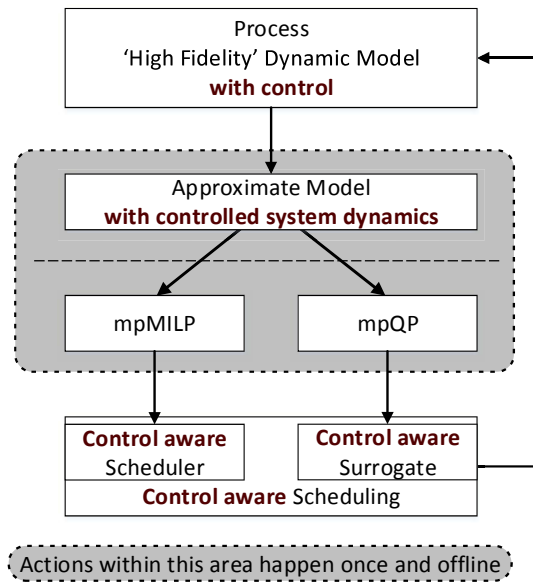 Process
‘High Fidelity’ Dynamic Model
with control
Approximate Model
with controlled system dynamics
mpMILP
mpQP
Control aware
Scheduler
Control aware
Surrogate
Control aware Scheduling
Actions within this area happen once and offline